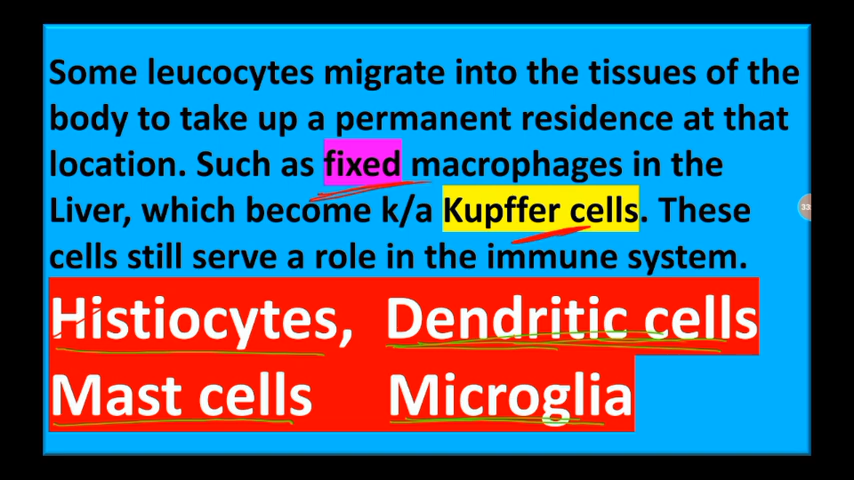 Some leucocytes migrate into the tissues of the
body to take up a permanent residence at that
location. Such as fixed macrophages in the
Liver, which become k/a Kupffer cells. These
cells still serve a role in the immune system.
Histiocytes, Dendritic cells
Mast cells Microglia